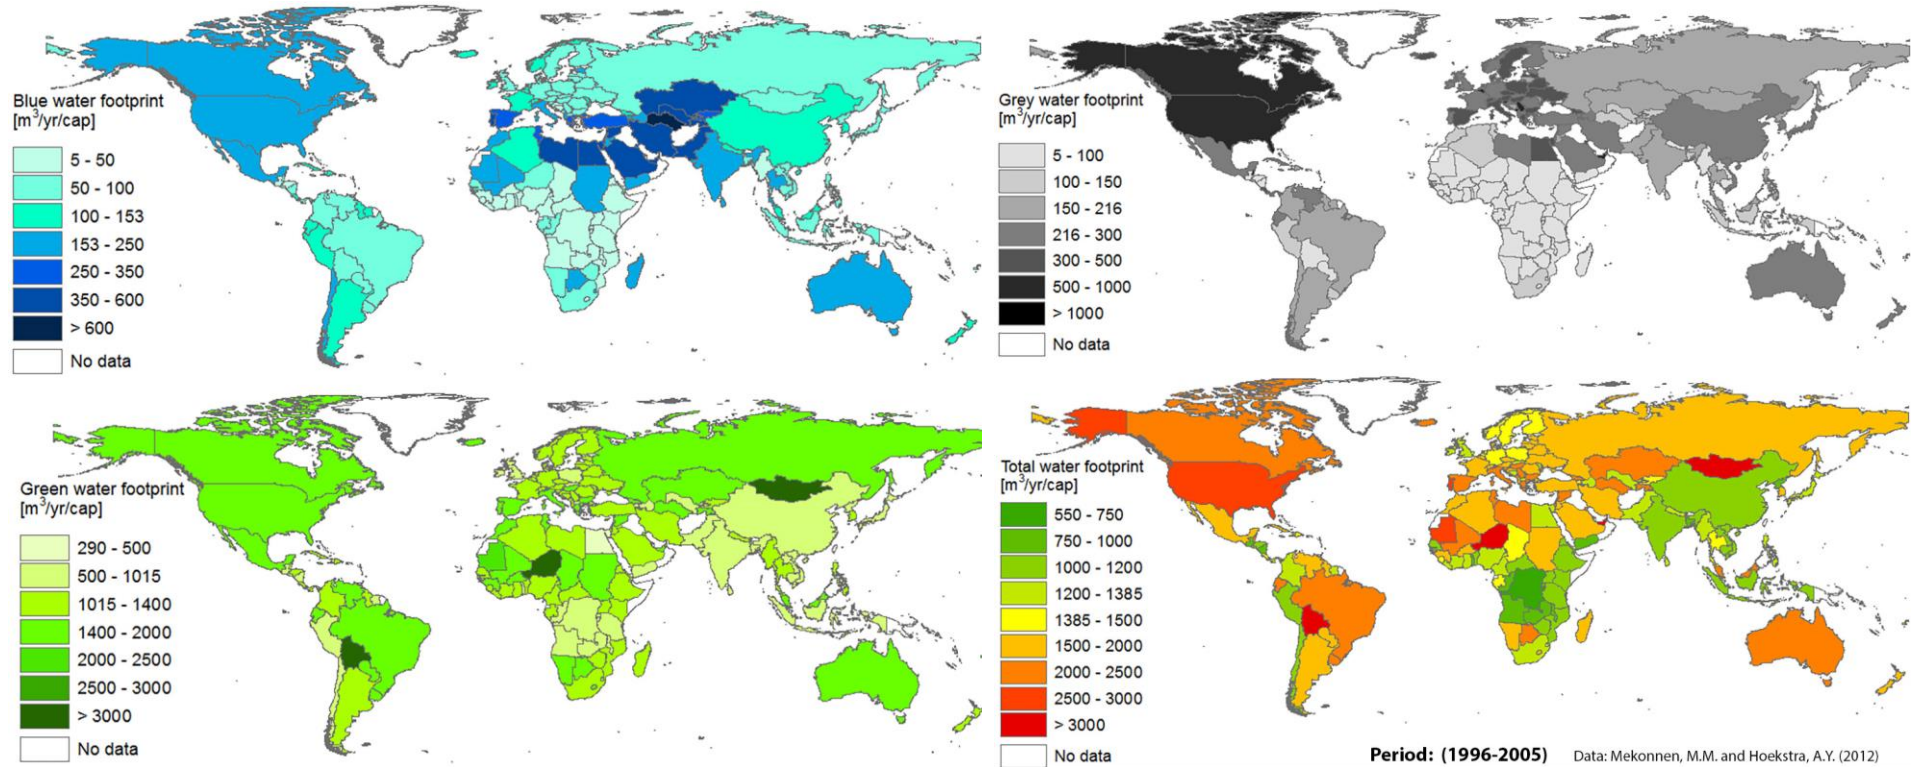 Blue water footprint
[m³/yr/cap]
5 - 50
50 - 100
100 - 153
153 - 250
250 - 350
350 - 600
> 600
No data
Grey water footprint
[m³/yr/cap]
5 - 100
100 - 150
150 - 216
216 - 300
300 - 500
500 - 1000
> 1000
No data
Green water footprint
[m³/yr/cap]
290 - 500
500 - 1015
1015 - 1400
1400 - 2000
2000 - 2500
2500 - 3000
> 3000
No data
Total water footprint
[m³/yr/cap]
550 - 750
750 - 1000
1000 - 1200
1200 - 1385
1385 - 1500
1500 - 2000
2000 - 2500
2500 - 3000
> 3000
No data
Period: (1996-2005) Data: Mekonnen, M.M. and Hoekstra, A.Y. (2012)